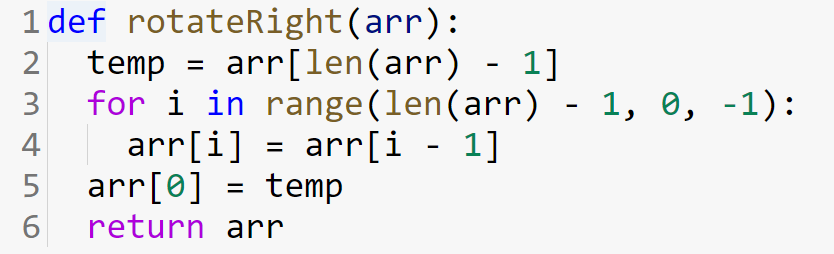 1 def rotateRight(arr):
2   temp = arr[len(arr) - 1]
3   for i in range(len(arr) - 1, 0, -1):
4     arr[i] = arr[i - 1]
5   arr[0] = temp
6   return arr